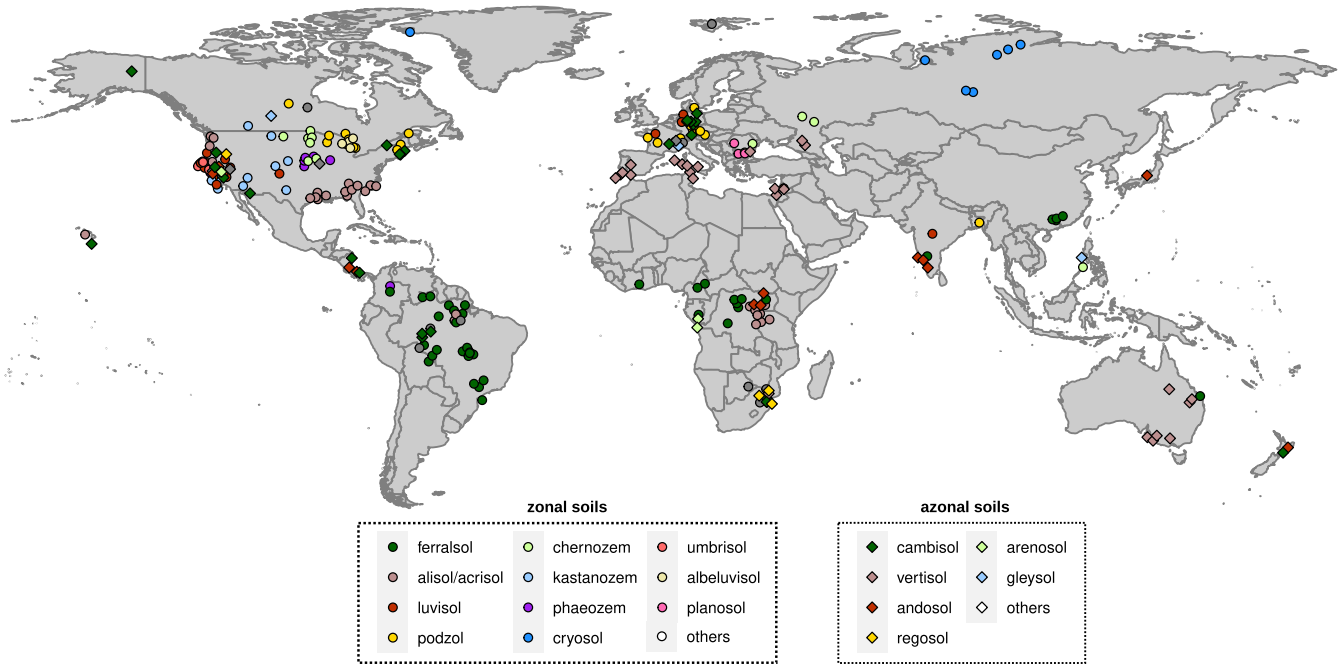 zonal soils
azonal soils
ferralsol
chernozem
umbrisol
cambisol
arenosol
alisol/acrisol
kastanozem
albeluvisol
vertisol
gleysol
luvisol
phaeozem
planosol
andosol
others
podzol
cryosol
others
regosol